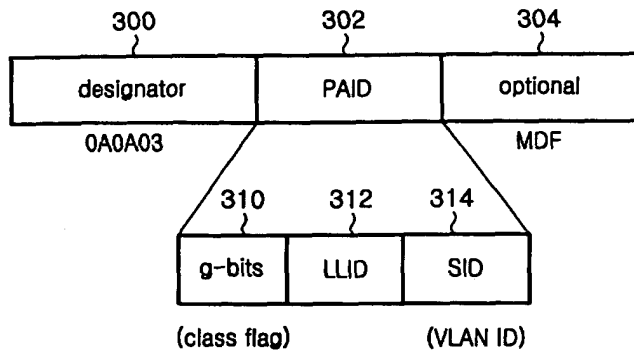 300 302 304
designator PAID optional
0A0A03 MDF
310 312 314
g-bits LLID SID
(class flag) (VLAN ID)